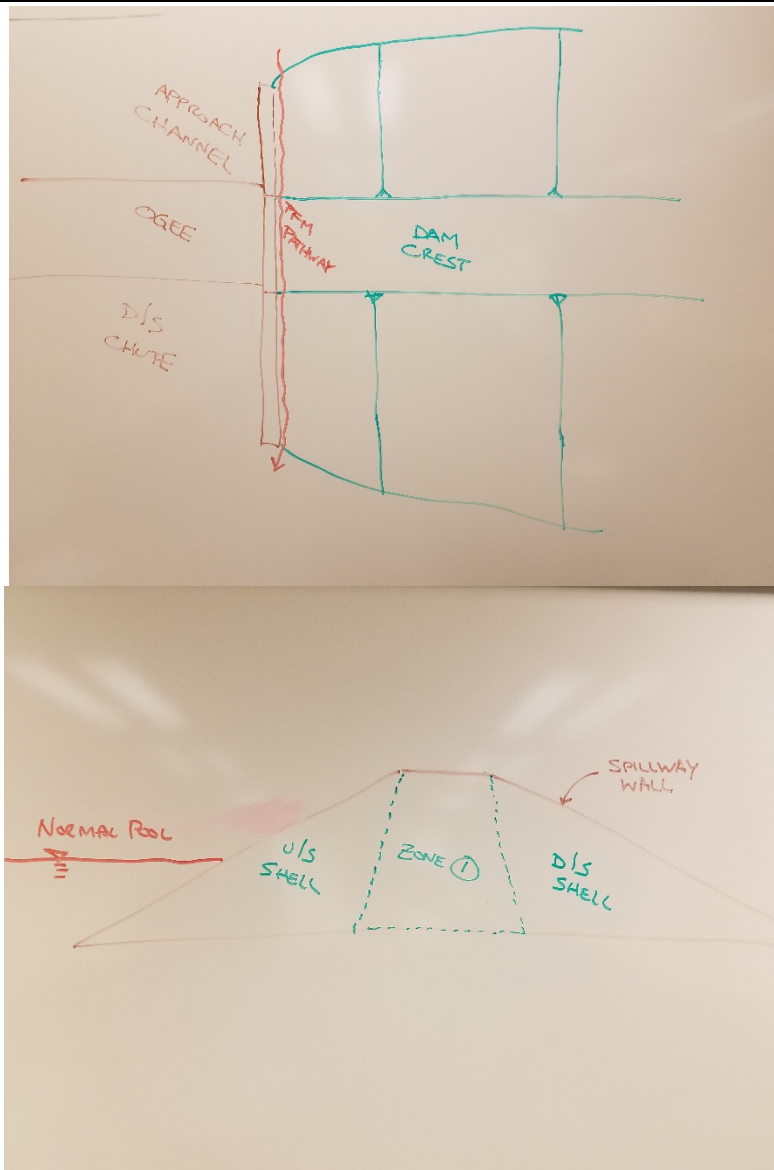 APPROACH
CHANNEL
OGEE
PFM
PATHWAY
DAM
CREST
D/S
CHUTE
SPILLWAY
WALL
NORMAL POOL
U/S
SHELL
ZONE 1
D/S
SHELL